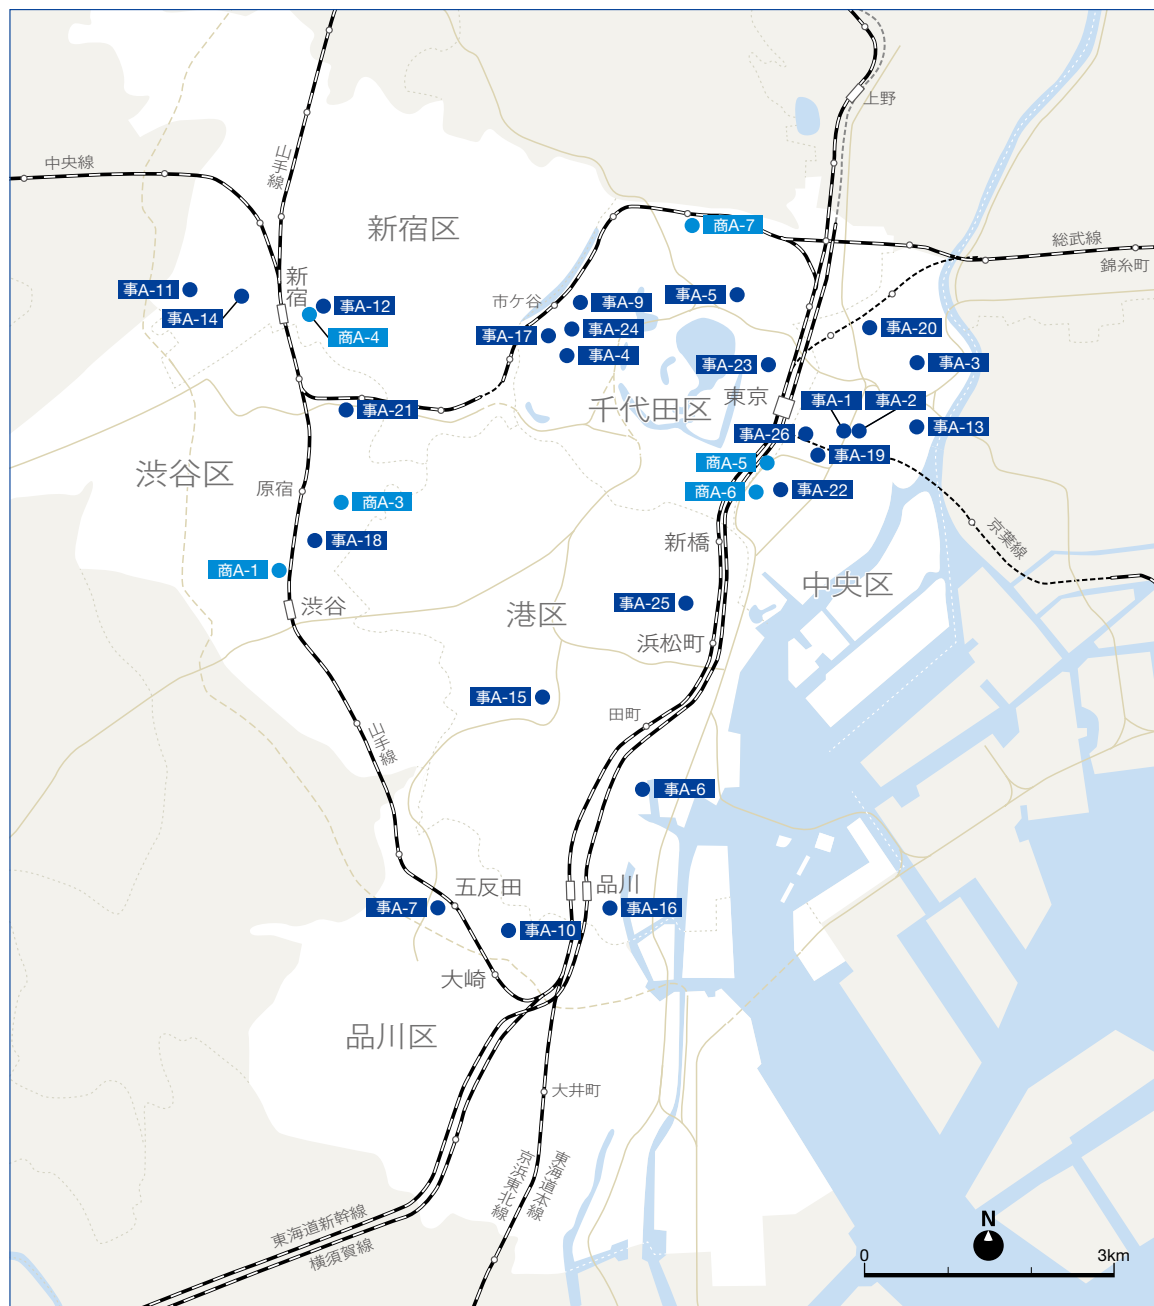 上野
中央線
山手線
商A-7
新宿区
総武線
錦糸町
新宿
事A-11
事A-14
事A-12
商A-4
市ケ谷
事A-9
事A-5
事A-24
事A-17
事A-4
事A-20
事A-23
事A-3
東京
事A-1
事A-2
千代田区
事A-21
事A-26
事A-13
事A-19
商A-5
渋谷区
原宿
商A-3
商A-6
事A-22
事A-18
新橋
京葉線
商A-1
中央区
渋谷
港区
事A-25
浜松町
事A-15
田町
山手線
事A-6
五反田
品川
事A-7
事A-16
事A-10
大崎
品川区
大井町
東海道本線
京浜東北線
東海道新幹線
横須賀線
N
0
3km